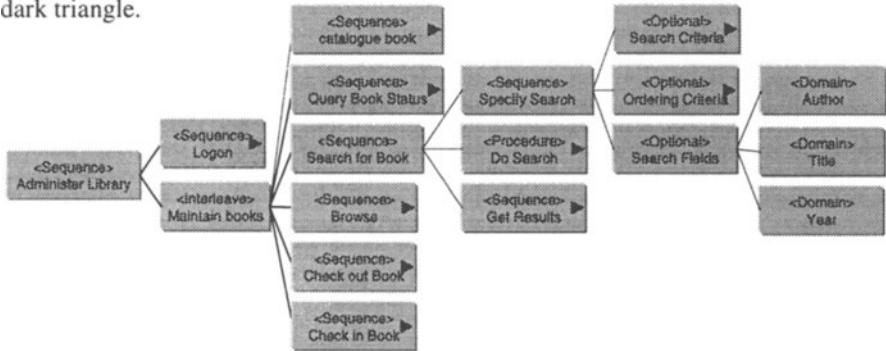 dark triangle.
<Sequence>
Administer Library
<Sequence>
Logon
<Interleave>
Maintain books
<Sequence>
catalogue book
<Sequence>
Query Book Status
<Sequence>
Search for Book
<Sequence>
Browse
<Sequence>
Check out Book
<Sequence>
Check in Book
<Sequence>
Specify Search
<Procedure>
Do Search
<Sequence>
Get Results
<Optional>
Search Criteria
<Optional>
Ordering Criteria
<Optional>
Search Fields
<Domain>
Author
<Domain>
Title
<Domain>
Year